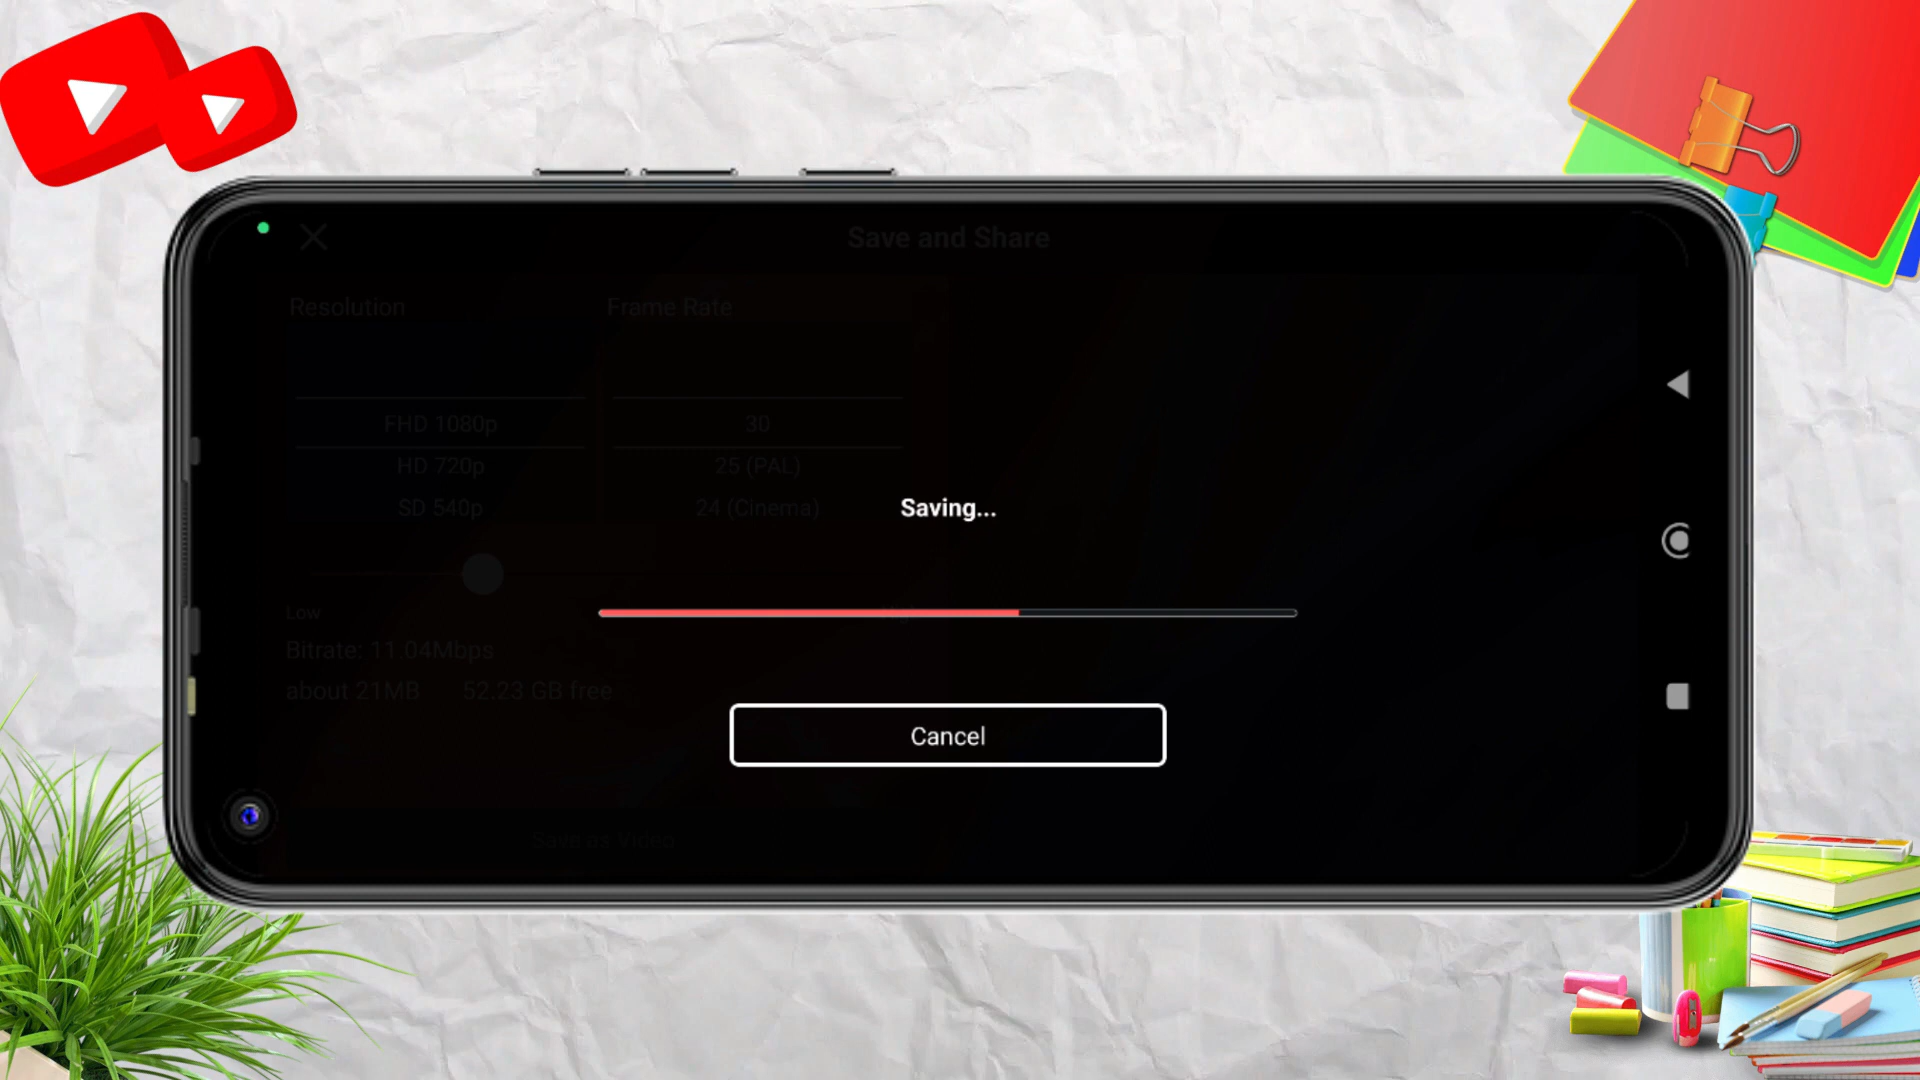 Save and Share
Resolution
Frame Rate
FHD 1080p
30
HD 720p
25 (PAL)
SD 540p
24 (Cinema)
Saving...
Low
Bitrate: 11.04Mbps
about 21MB 52.23 GB free
Cancel
Save as Video